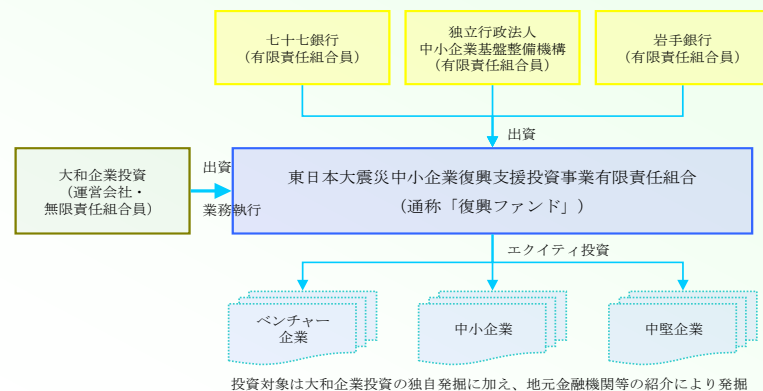 七十七銀行
（有限責任組合員）
独立行政法人
中小企業基盤整備機構
（有限責任組合員）
岩手銀行
（有限責任組合員）
出資
大和企業投資
（運営会社・
無限責任組合員）
出資
業務執行
東日本大震災中小企業復興支援投資事業有限責任組合
（通称「復興ファンド」）
エクイティ投資
ベンチャー
企業
中小企業
中堅企業
投資対象は大和企業投資の独自発掘に加え、地元金融機関等の紹介により発掘